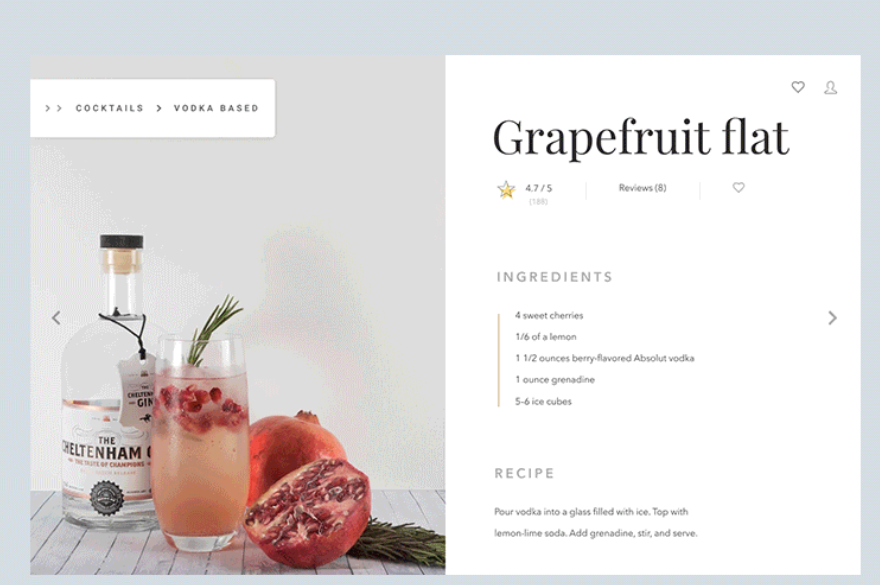 COCKTAILS > VODKA BASED
Grapefruit flat
4.7 / 5
(188)
Reviews (8)
INGREDIENTS
4 sweet cherries
1/6 of a lemon
1 1/2 ounces berry-flavored Absolut vodka
1 ounce grenadine
5-6 ice cubes
RECIPE
Pour vodka into a glass filled with ice. Top with
lemon-lime soda. Add grenadine, stir, and serve.
THE
CHELTENHAM
GIN
THE
CHELTENHAM G
THE TASTE OF CHAMPIONS